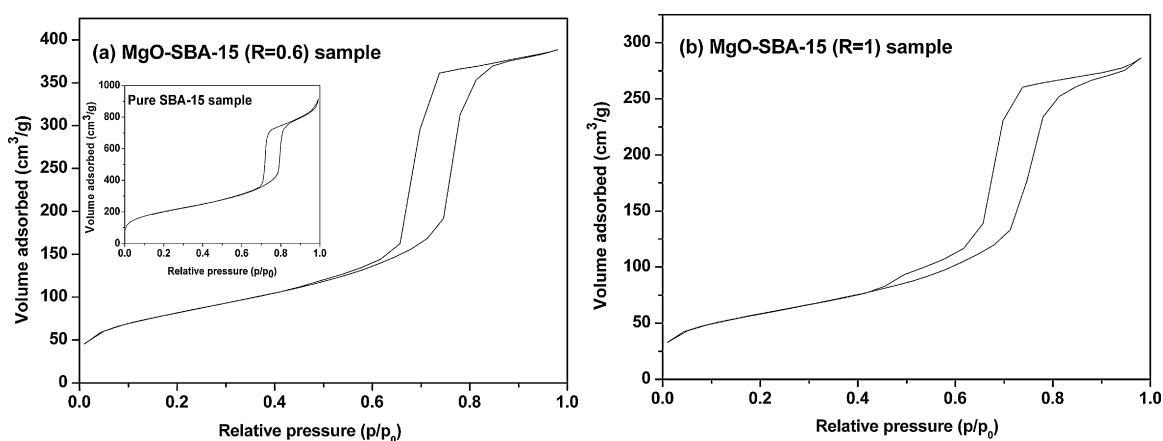 (a) MgO-SBA-15 (R=0.6) sample
Volume adsorbed (cm³/g)
400
350
300
250
200
150
100
50
0
0.0 0.2 0.4 0.6 0.8 1.0
Relative pressure (p/p₀)
Pure SBA-15 sample
Volume adsorbed (cm³/g)
1000
800
600
400
200
0
0.0 0.2 0.4 0.6 0.8 1.0
Relative pressure (p/p₀)
(b) MgO-SBA-15 (R=1) sample
Volume adsorbed (cm³/g)
300
250
200
150
100
50
0
0.0 0.2 0.4 0.6 0.8 1.0
Relative pressure (p/p₀)